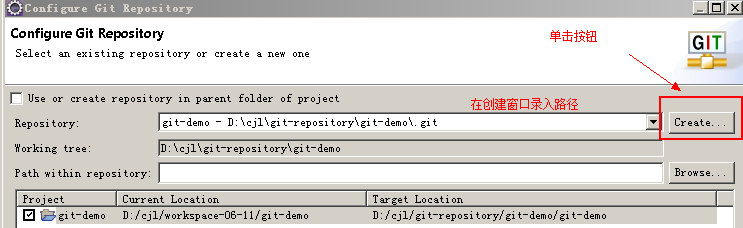 Configure Git Repository
Configure Git Repository
单击按钮
GIT
Select an existing repository or create a new one
Use or create repository in parent folder of project
在创建窗口录入路径
Repository: git-demo - D:\cjl\git-repository\git-demo\.git Create...
Working tree: D:\cjl\git-repository\git-demo
Path within repository: Browse...
Project Current Location Target Location
git-demo D:/cjl/workspace-06-11/git-demo D:/cjl/git-repository/git-demo/git-demo